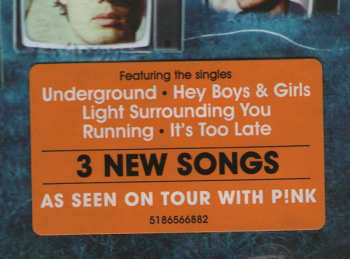 Featuring the singles
Underground • Hey Boys & Girls
Light Surrounding You
Running • It's Too Late
3 NEW SONGS
AS SEEN ON TOUR WITH P!NK
5186566882